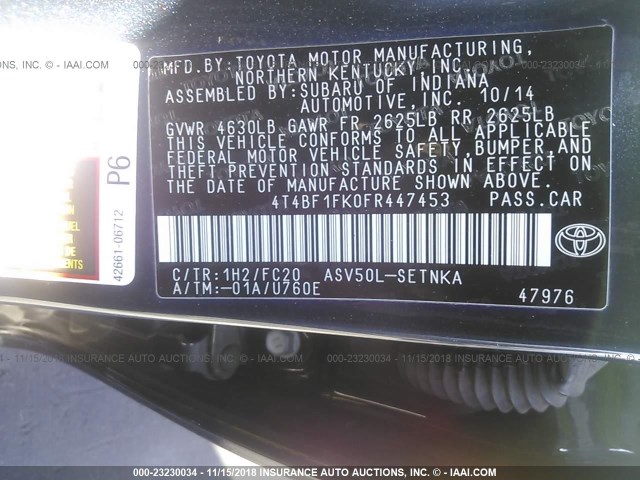 MFD.BY:TOYOTA MOTOR MANUFACTURING,
NORTHERN KENTUCKY,INC.
ASSEMBLED BY:SUBARU OF INDIANA
AUTOMOTIVE,INC. 10/14
GVWR 4630LB GAWR FR 2625LB RR 2625LB
THIS VEHICLE CONFORMS TO ALL APPLICABLE
FEDERAL MOTOR VEHICLE SAFETY,BUMPER,AND
THEFT PREVENTION STANDARDS IN EFFECT ON
THE DATE OF MANUFACTURE SHOWN ABOVE.
4T4BF1FK0FR447453 PASS.CAR
C/TR:1H2/FC20 ASV50L-SETNKA
A/TM:-01A/U760E
47976
P6
42661-06712
000-23230034 - 11/15/2018 INSURANCE AUTO AUCTIONS, INC. - IAAI.COM